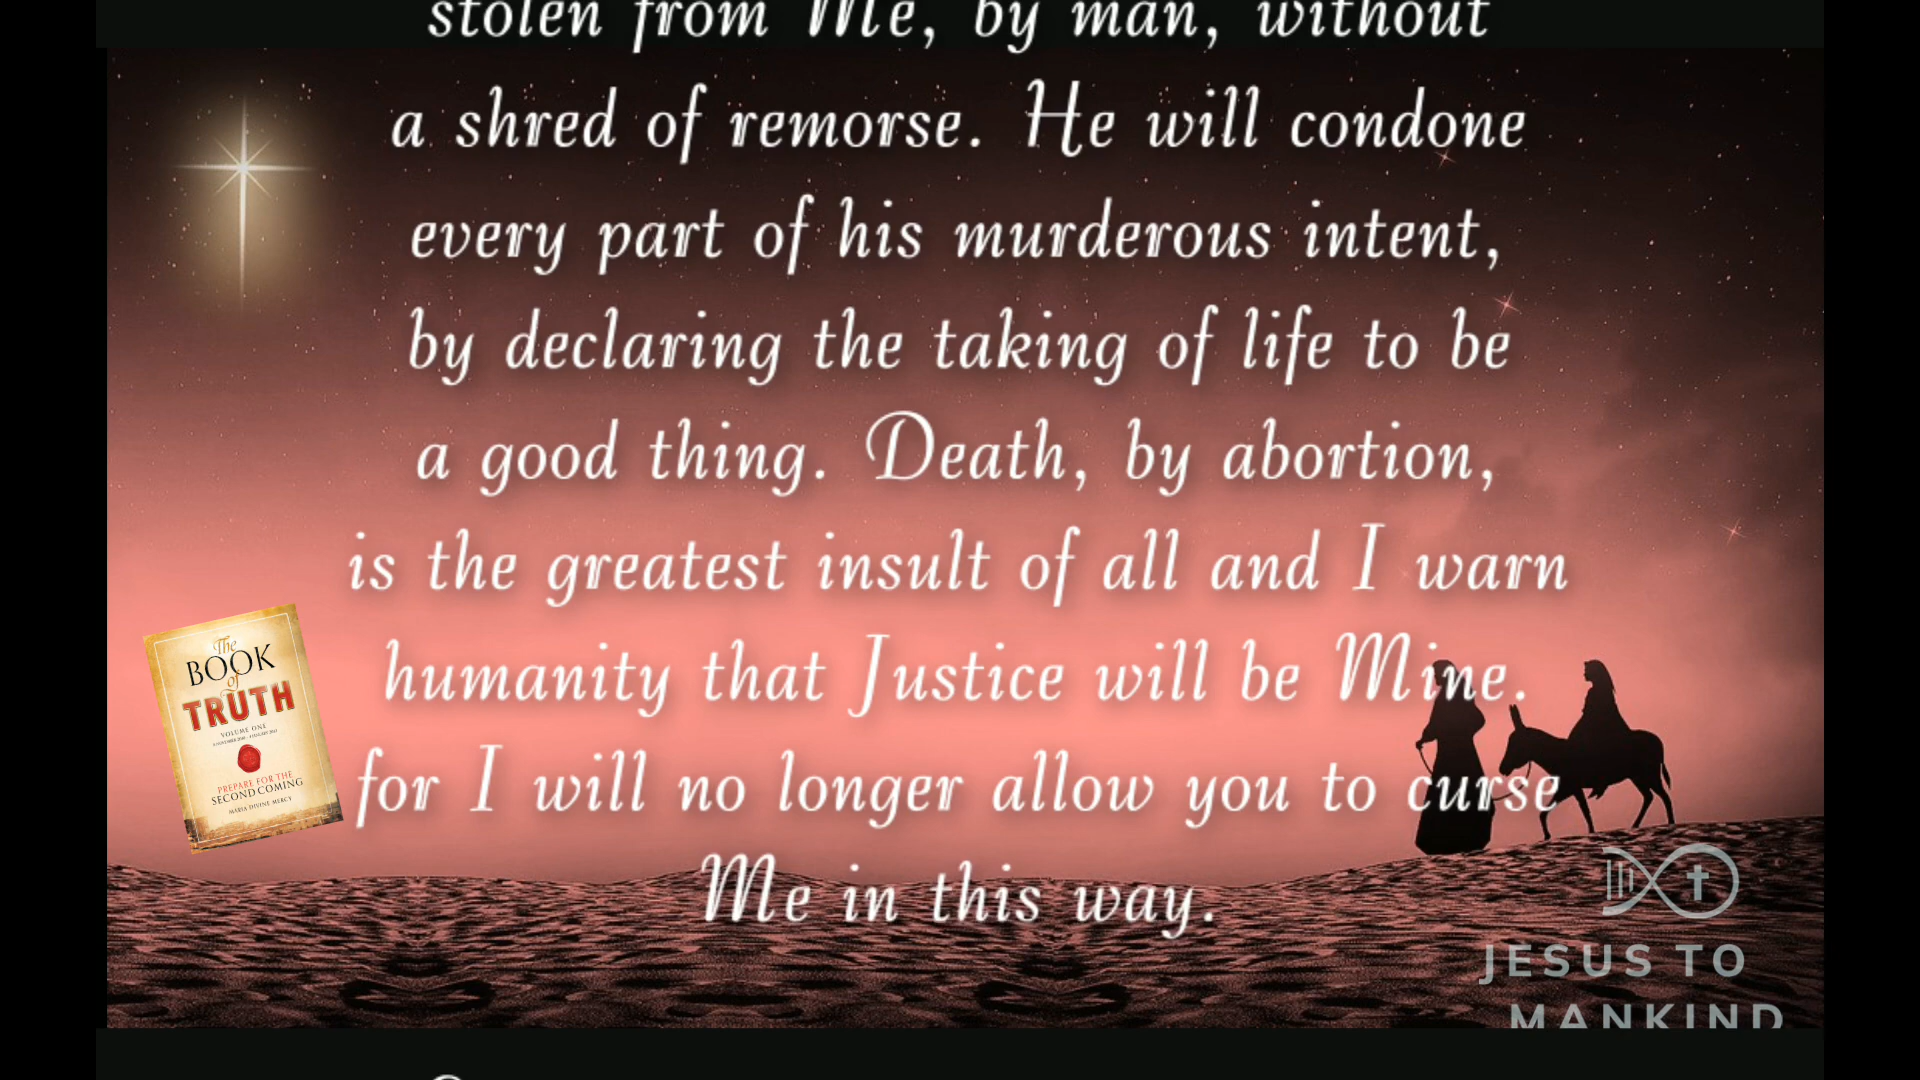 stolen from Me, by man, without
a shred of remorse. He will condone
every part of his murderous intent,
by declaring the taking of life to be
a good thing. Death, by abortion,
is the greatest insult of all and I warn
humanity that Justice will be Mine.
for I will no longer allow you to curse
Me in this way.
The
BOOK
of
TRUTH
VOLUME ONE
PREPARE FOR THE
SECOND COMING
MARIA DIVINE MERCY
JESUS TO
MANKIND